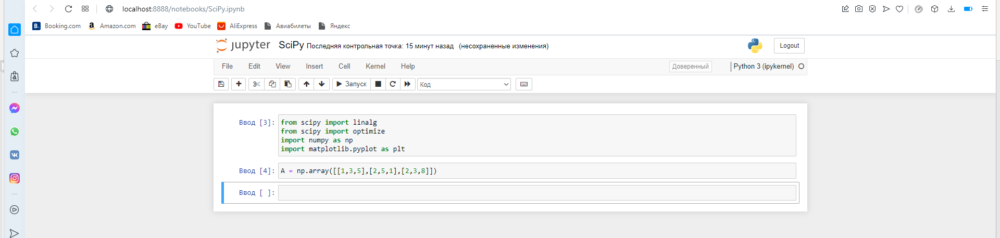 localhost:8888/notebooks/SciPy.ipynb
B. Booking.com a Amazon.com eBay YouTube AliExpress Авиабилеты Яндекс
jupyter SciPy Последняя контрольная точка: 15 минут назад (несохраненные изменения) Logout
File Edit View Insert Cell Kernel Help Доверенный Python 3 (ipykernel)
Запуск Код
Ввод [3]: from scipy import linalg
from scipy import optimize
import numpy as np
import matplotlib.pyplot as plt
Ввод [4]: A = np.array([[1,3,5],[2,5,1],[2,3,8]])
Ввод [ ]: